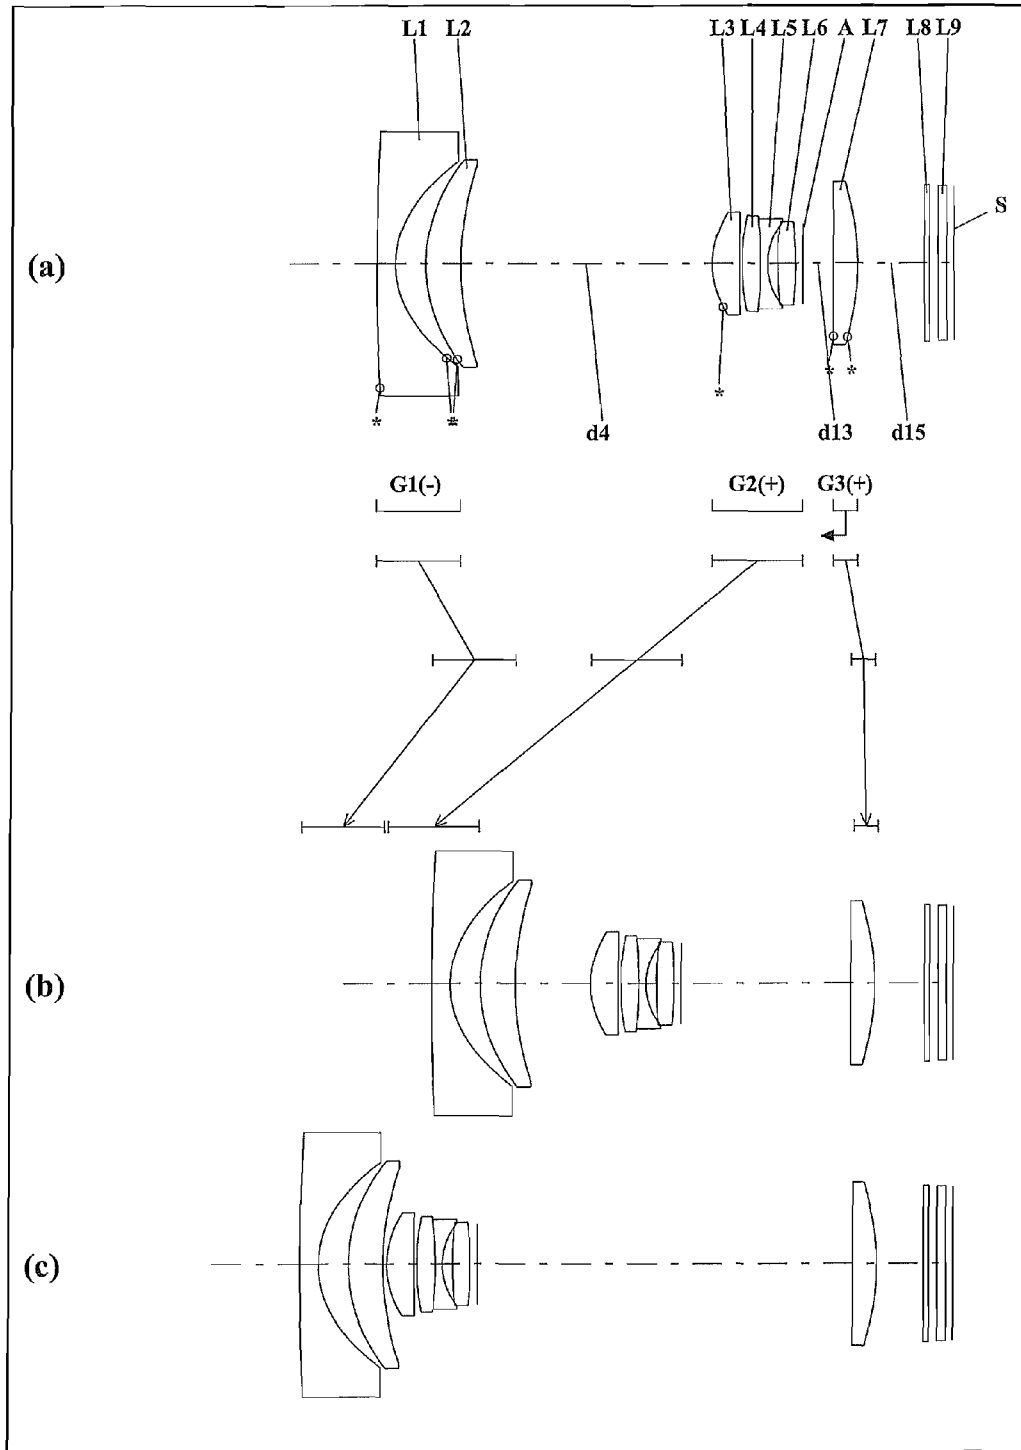 L1 L2 L3 L4 L5 L6 A L7 L8 L9
S
(a)
* * * * * *
d4 d13 d15
G1(-) G2(+) G3(+)
(b)
(c)